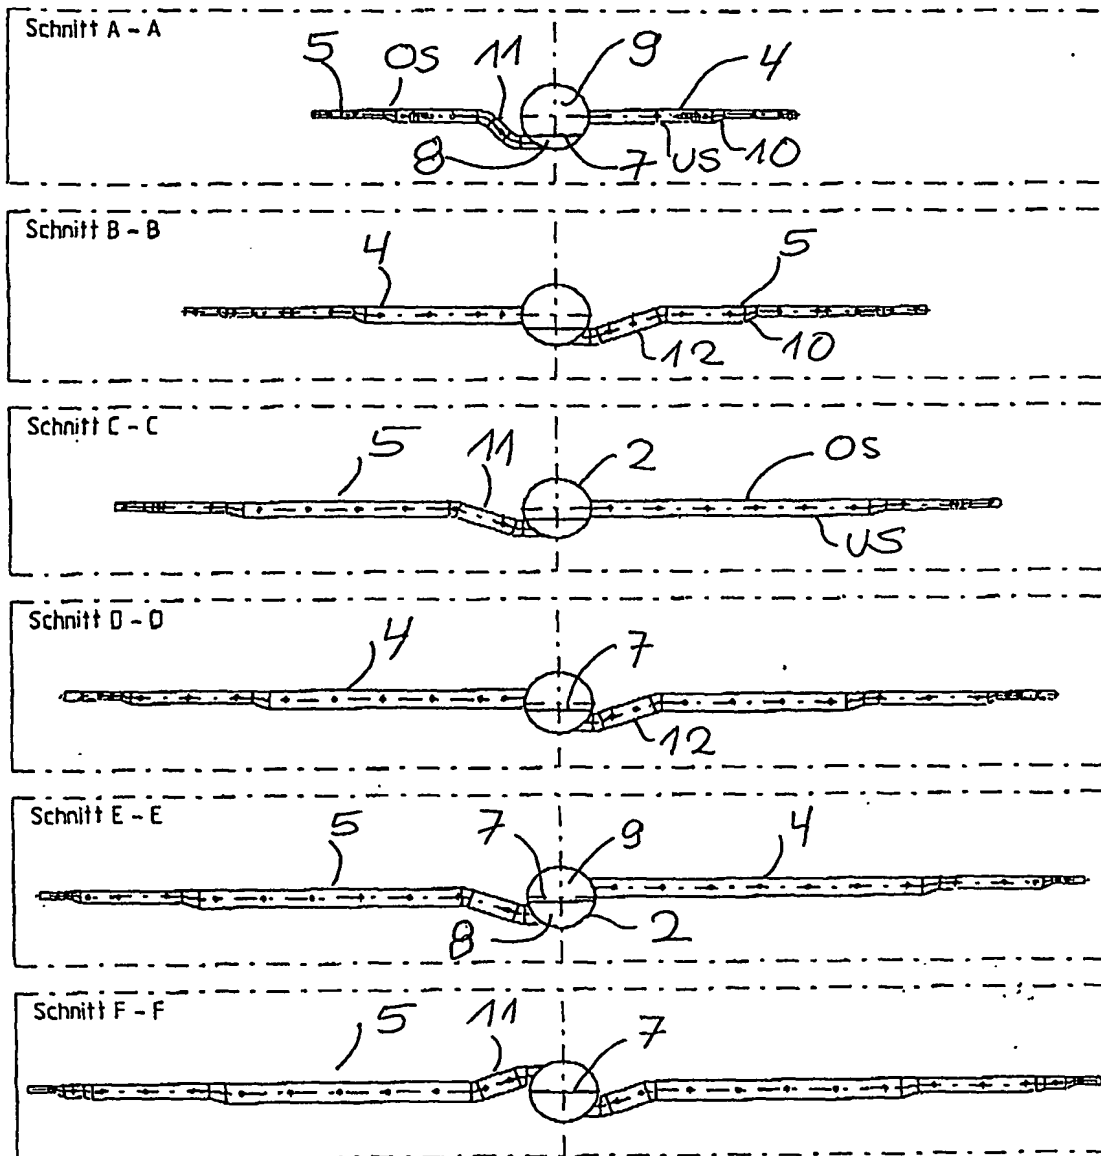 Schnitt A - A
5 OS 11 9 4
8 7 US 10
Schnitt B - B
4 5
12 10
Schnitt C - C
5 11 2 OS
US
Schnitt D - D
4 7
12
Schnitt E - E
5 7 9 4
8 2
Schnitt F - F
5 11 7